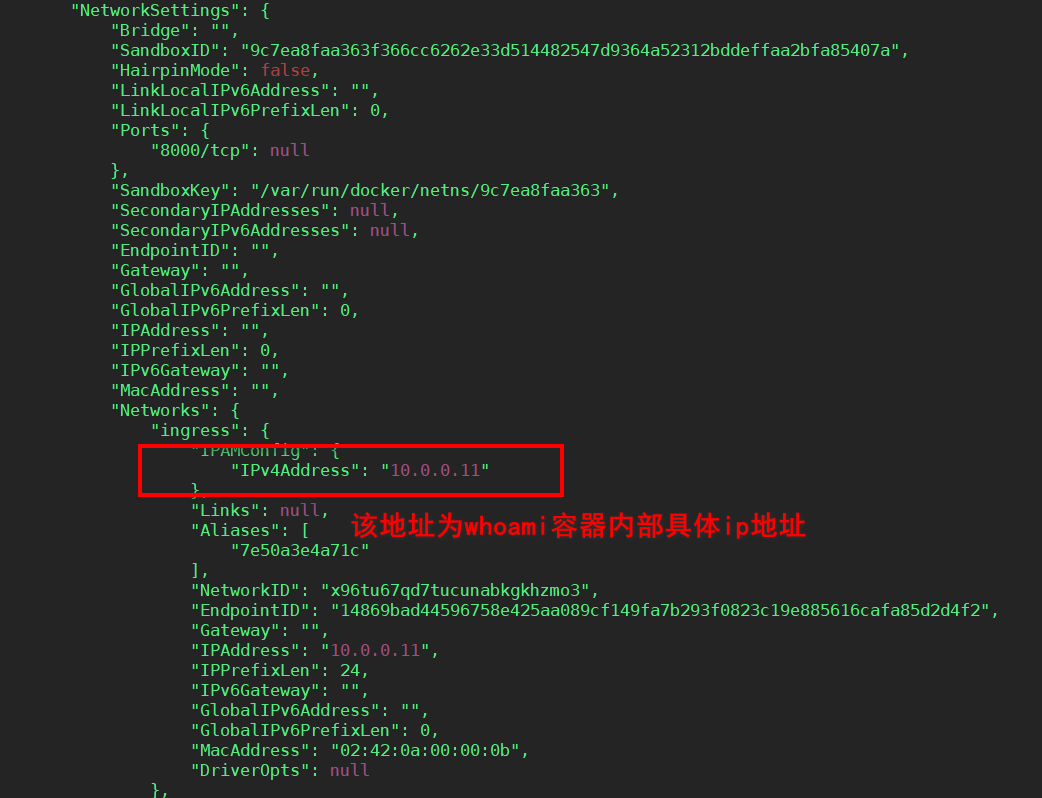 "NetworkSettings": {
"Bridge": "",
"SandboxID": "9c7ea8faa363f366cc6262e33d514482547d9364a52312bddeffaa2bfa85407a",
"HairpinMode": false,
"LinkLocalIPv6Address": "",
"LinkLocalIPv6PrefixLen": 0,
"Ports": {
"8000/tcp": null
},
"SandboxKey": "/var/run/docker/netns/9c7ea8faa363",
"SecondaryIPAddresses": null,
"SecondaryIPv6Addresses": null,
"EndpointID": "",
"Gateway": "",
"GlobalIPv6Address": "",
"GlobalIPv6PrefixLen": 0,
"IPAddress": "",
"IPPrefixLen": 0,
"IPv6Gateway": "",
"MacAddress": "",
"Networks": {
"ingress": {
"IPAMConfig": {
"IPv4Address": "10.0.0.11"
},
"Links": null,
该地址为whoami容器内部具体ip地址
"Aliases": [
"7e50a3e4a71c"
],
"NetworkID": "x96tu67qd7tucunabkgkhzmo3",
"EndpointID": "14869bad44596758e425aa089cf149fa7b293f0823c19e885616cafa85d2d4f2",
"Gateway": "",
"IPAddress": "10.0.0.11",
"IPPrefixLen": 24,
"IPv6Gateway": "",
"GlobalIPv6Address": "",
"GlobalIPv6PrefixLen": 0,
"MacAddress": "02:42:0a:00:00:0b",
"DriverOpts": null
},